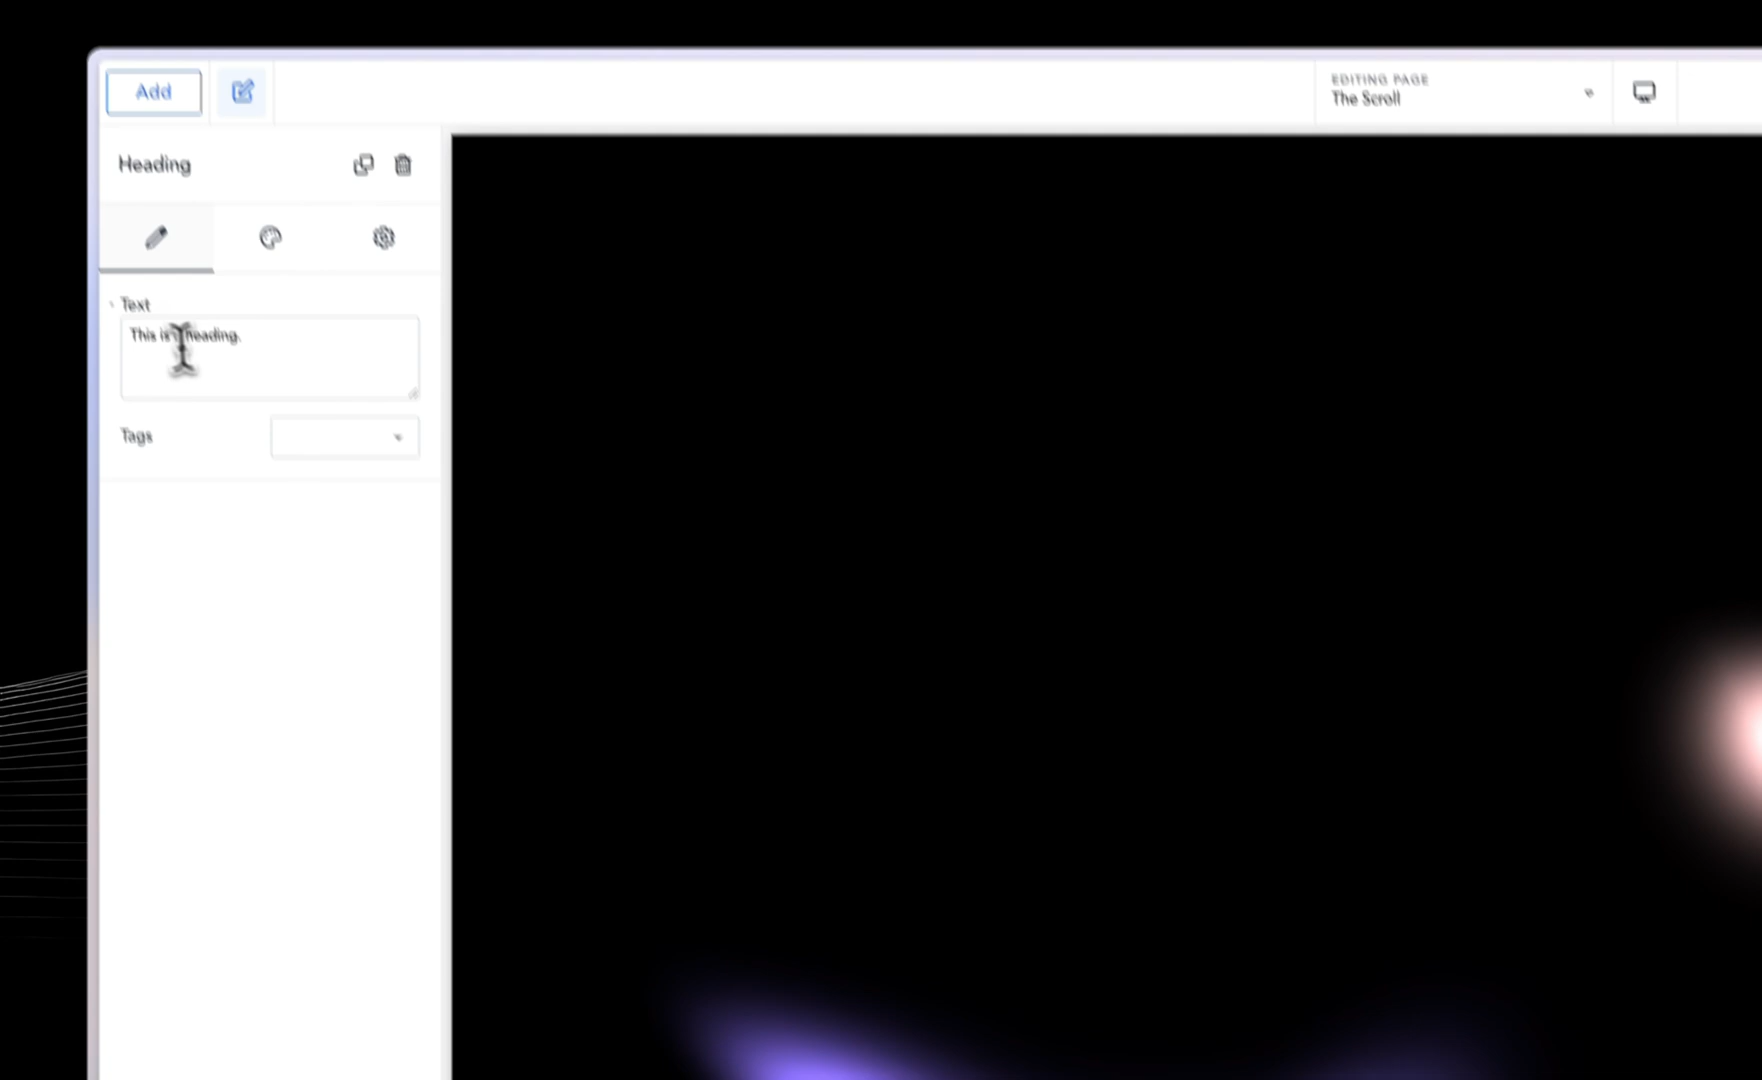 Add
EDITING PAGE
The Scroll
Heading
Text
This is heading.
Tags